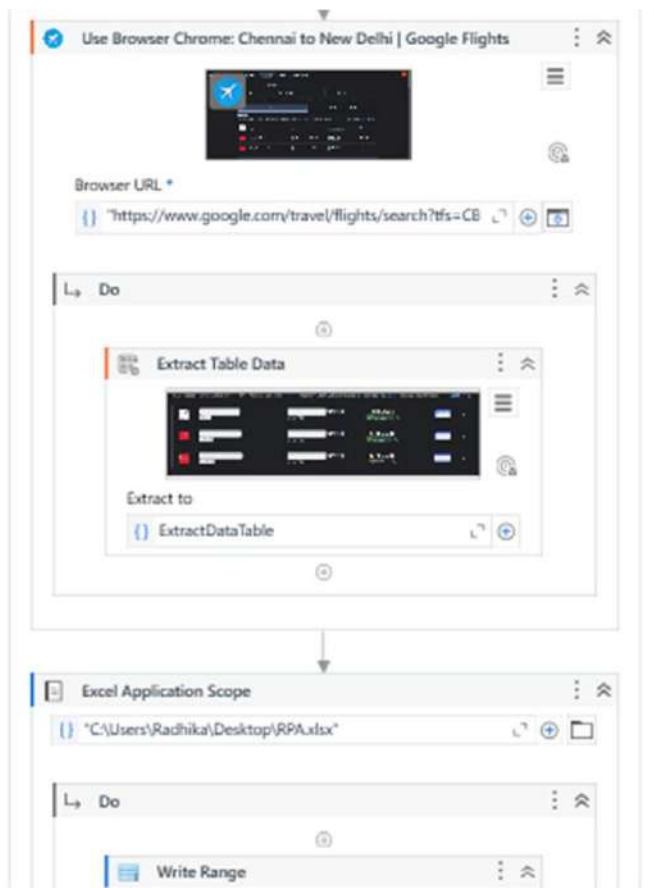 Use Browser Chrome: Chennai to New Delhi | Google Flights
Browser URL *
"https://www.google.com/travel/flights/search?tfs=CB
Do
Extract Table Data
Extract to
ExtractDataTable
Excel Application Scope
"C:\Users\Radhika\Desktop\RPA.xlsx"
Do
Write Range